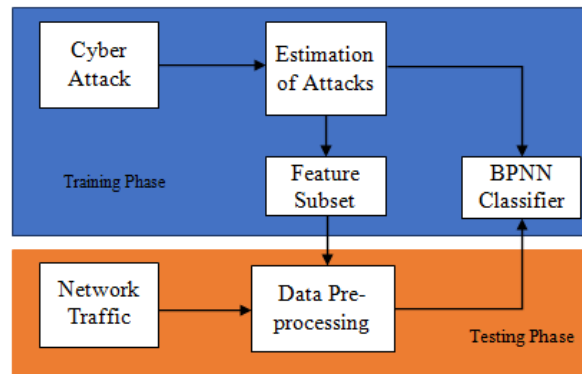 Cyber
Attack
Estimation
of Attacks
Training Phase
Feature
Subset
BPNN
Classifier
Network
Traffic
Data Pre-
processing
Testing Phase